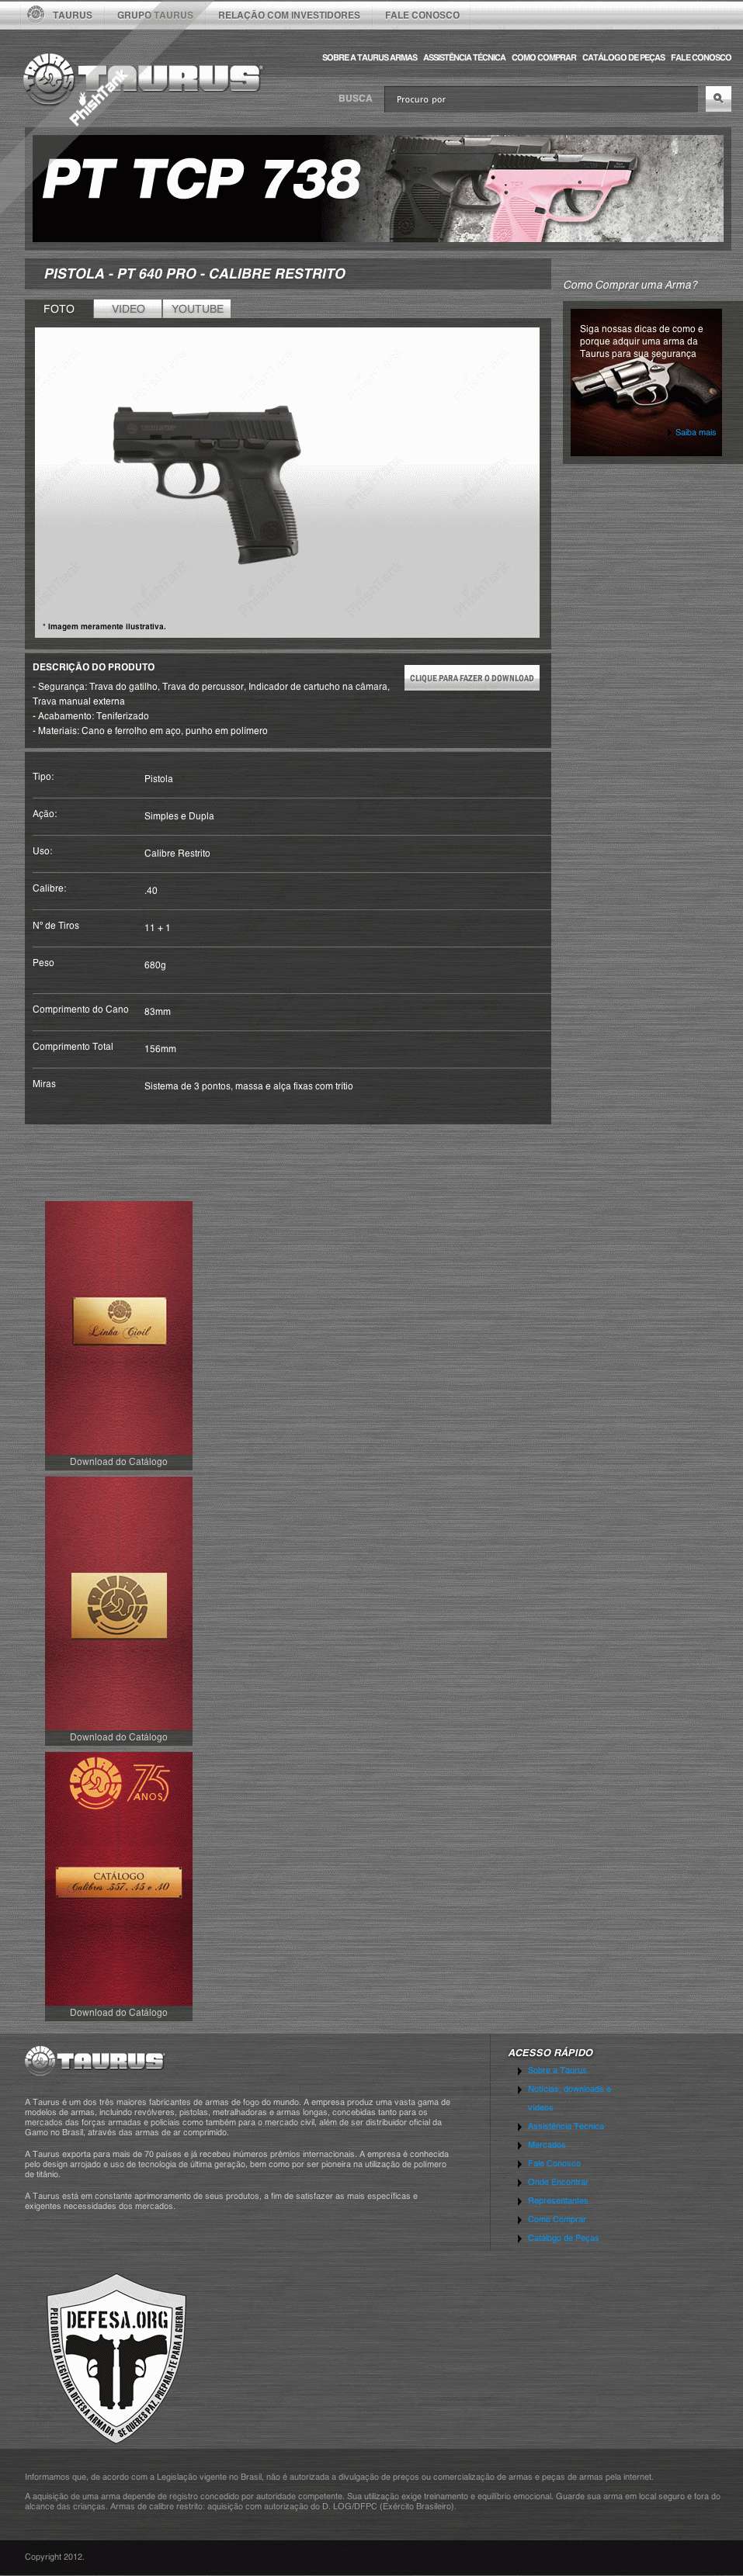 TAURUS GRUPO TAURUS RELAÇÃO COM INVESTIDORES FALE CONOSCO
SOBRE A TAURUS ARMAS ASSISTÊNCIA TÉCNICA COMO COMPRAR CATÁLOGO DE PEÇAS FALE CONOSCO
TAURUS
PhishTank
BUSCA Procuro por
PT TCP 738
PISTOLA - PT 640 PRO - CALIBRE RESTRITO
Como Comprar uma Arma?
FOTO VIDEO YOUTUBE
Siga nossas dicas de como e
porque adquir uma arma da
Taurus para sua segurança
Saiba mais
* Imagem meramente ilustrativa.
DESCRIÇÃO DO PRODUTO
CLIQUE PARA FAZER O DOWNLOAD
- Segurança: Trava do gatilho, Trava do percussor, Indicador de cartucho na câmara,
Trava manual externa
- Acabamento: Teniferizado
- Materiais: Cano e ferrolho em aço, punho em polímero
Tipo: Pistola
Ação: Simples e Dupla
Uso: Calibre Restrito
Calibre: .40
Nº de Tiros 11 + 1
Peso 680g
Comprimento do Cano 83mm
Comprimento Total 156mm
Miras Sistema de 3 pontos, massa e alça fixas com trítio
Linha Civil
Download do Catálogo
TAURUS
Download do Catálogo
TAURUS 75
ANOS
CATÁLOGO
Calibres .357, .45 e .40
Download do Catálogo
TAURUS
A Taurus é um dos três maiores fabricantes de armas de fogo do mundo. A empresa produz uma vasta gama de
modelos de armas, incluindo revólveres, pistolas, metralhadoras e armas longas, concebidas tanto para os
mercados das forças armadas e policiais como também para o mercado civil, além de ser distribuidor oficial da
Gamo no Brasil, através das armas de ar comprimido.
A Taurus exporta para mais de 70 países e já recebeu inúmeros prêmios internacionais. A empresa é conhecida
pelo design arrojado e uso de tecnologia de última geração, bem como por ser pioneira na utilização de polímero
de titânio.
A Taurus está em constante aprimoramento de seus produtos, a fim de satisfazer as mais específicas e
exigentes necessidades dos mercados.
ACESSO RÁPIDO
Sobre a Taurus
Notícias, downloads e
vídeos
Assistência Técnica
Mercados
Fale Conosco
Onde Encontrar
Representantes
Como Comprar
Catálogo de Peças
DEFESA.ORG
PELO DIREITO A LEGÍTIMA DEFESA ARMADA
SE QUERES PAZ, PREPARA-TE PARA A GUERRA
Informamos que, de acordo com a Legislação vigente no Brasil, não é autorizada a divulgação de preços ou comercialização de armas e peças de armas pela internet.
A aquisição de uma arma depende de registro concedido por autoridade competente. Sua utilização exige treinamento e equilíbrio emocional. Guarde sua arma em local seguro e fora do
alcance das crianças. Armas de calibre restrito: aquisição com autorização do D. LOG/DFPC (Exército Brasileiro).
Copyright 2012.